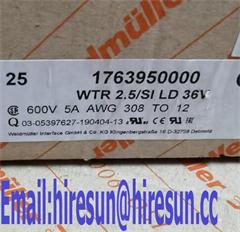 Weidmüller
25 1763950000
WTR 2.5/SI LD 36V
600V 5A AWG 308 TO 12
Q 03-05397627-190404-13
Weidmüller Interface GmbH & Co. KG Klingenbergstraße 16 D-32758 Detmold
Email:hiresun@hiresun.cc